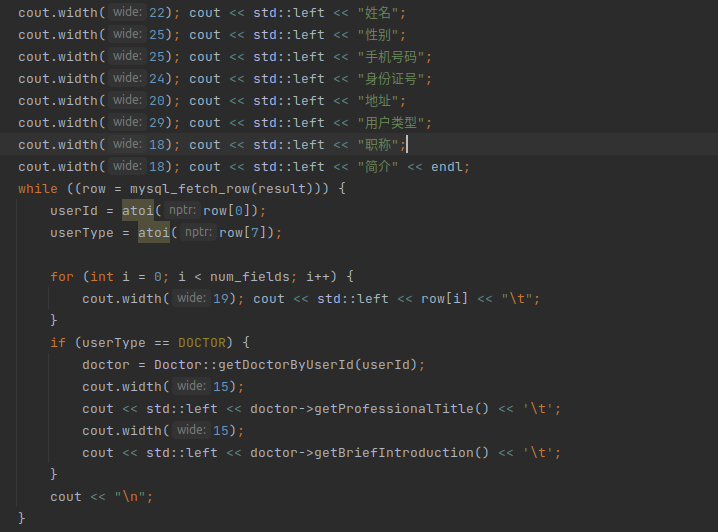 cout.width( wide: 22); cout << std::left << "姓名";
cout.width( wide: 25); cout << std::left << "性别";
cout.width( wide: 25); cout << std::left << "手机号码";
cout.width( wide: 24); cout << std::left << "身份证号";
cout.width( wide: 20); cout << std::left << "地址";
cout.width( wide: 29); cout << std::left << "用户类型";
cout.width( wide: 18); cout << std::left << "职称";
cout.width( wide: 18); cout << std::left << "简介" << endl;
while ((row = mysql_fetch_row(result))) {
    userId = atoi( nptr: row[0]);
    userType = atoi( nptr: row[7]);
    for (int i = 0; i < num_fields; i++) {
        cout.width( wide: 19); cout << std::left << row[i] << "\t";
    }
    if (userType == DOCTOR) {
        doctor = Doctor::getDoctorByUserId(userId);
        cout.width( wide: 15);
        cout << std::left << doctor->getProfessionalTitle() << '\t';
        cout.width( wide: 15);
        cout << std::left << doctor->getBriefIntroduction() << '\t';
    }
    cout << "\n";
}